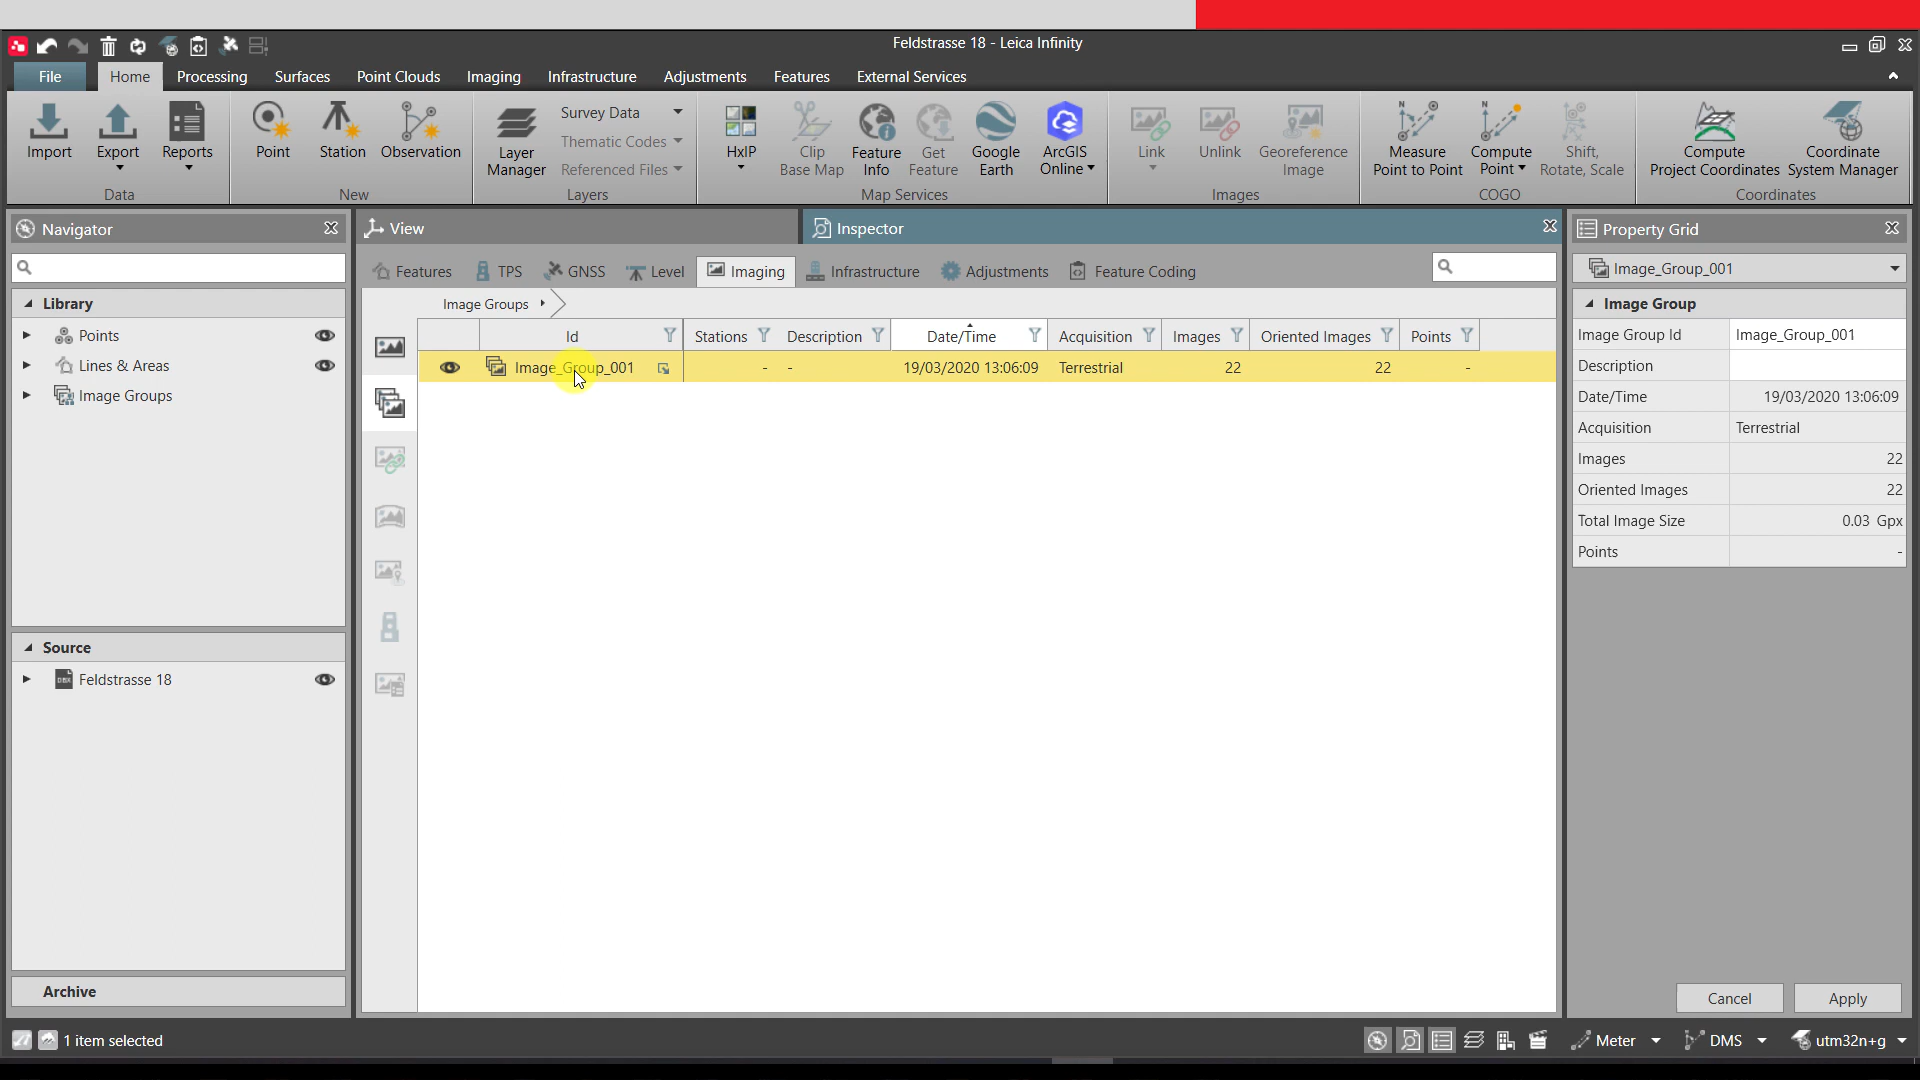 Feldstrasse 18 - Leica Infinity
File Home Processing Surfaces Point Clouds Imaging Infrastructure Adjustments Features External Services
Import Export Reports
Data
Point Station Observation
New
Layer Manager
Survey Data
Thematic Codes
Referenced Files
Layers
HxIP
Clip Base Map
Feature Info
Get Feature
Google Earth
ArcGIS Online
Map Services
Link Unlink
Georeference Image
Images
Measure Point to Point
Compute Point
Shift, Rotate, Scale
COGO
Compute Project Coordinates
Coordinate System Manager
Coordinates
Navigator
Library
Points
Lines & Areas
Image Groups
Source
Feldstrasse 18
Archive
View
Inspector
Features TPS GNSS Level Imaging Infrastructure Adjustments Feature Coding
Image Groups
Id Stations Description Date/Time Acquisition Images Oriented Images Points
Image_Group_001 - - 19/03/2020 13:06:09 Terrestrial 22 22 -
Property Grid
Image_Group_001
Image Group
Image Group Id Image_Group_001
Description
Date/Time 19/03/2020 13:06:09
Acquisition Terrestrial
Images 22
Oriented Images 22
Total Image Size 0.03 Gpx
Points -
Cancel Apply
1 item selected
Meter DMS utm32n+g